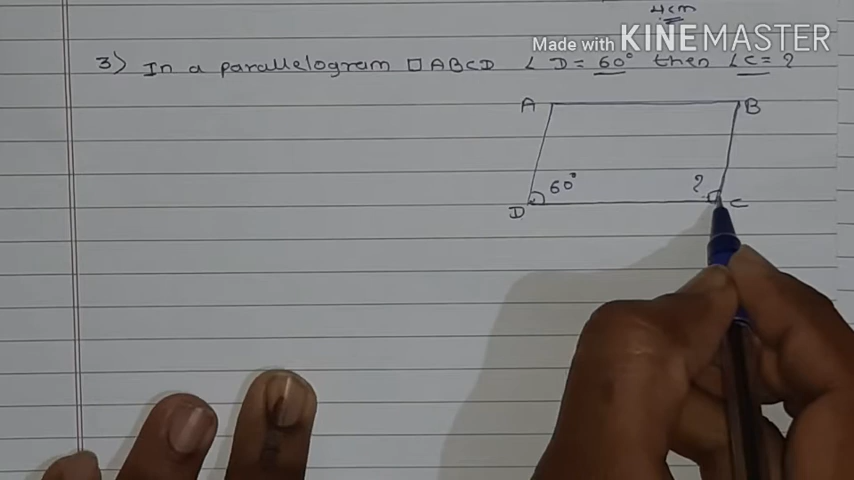 4cm
Made with KINEMASTER
3) In a parallelogram □ABCD ∠D = 60° then ∠C = ?
A B
60° ?
D C